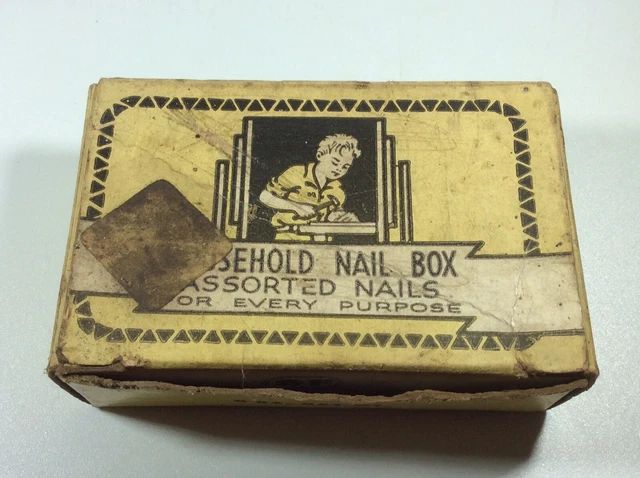 SEHOLD NAIL BOX
ASSORTED NAILS
OR EVERY PURPOSE